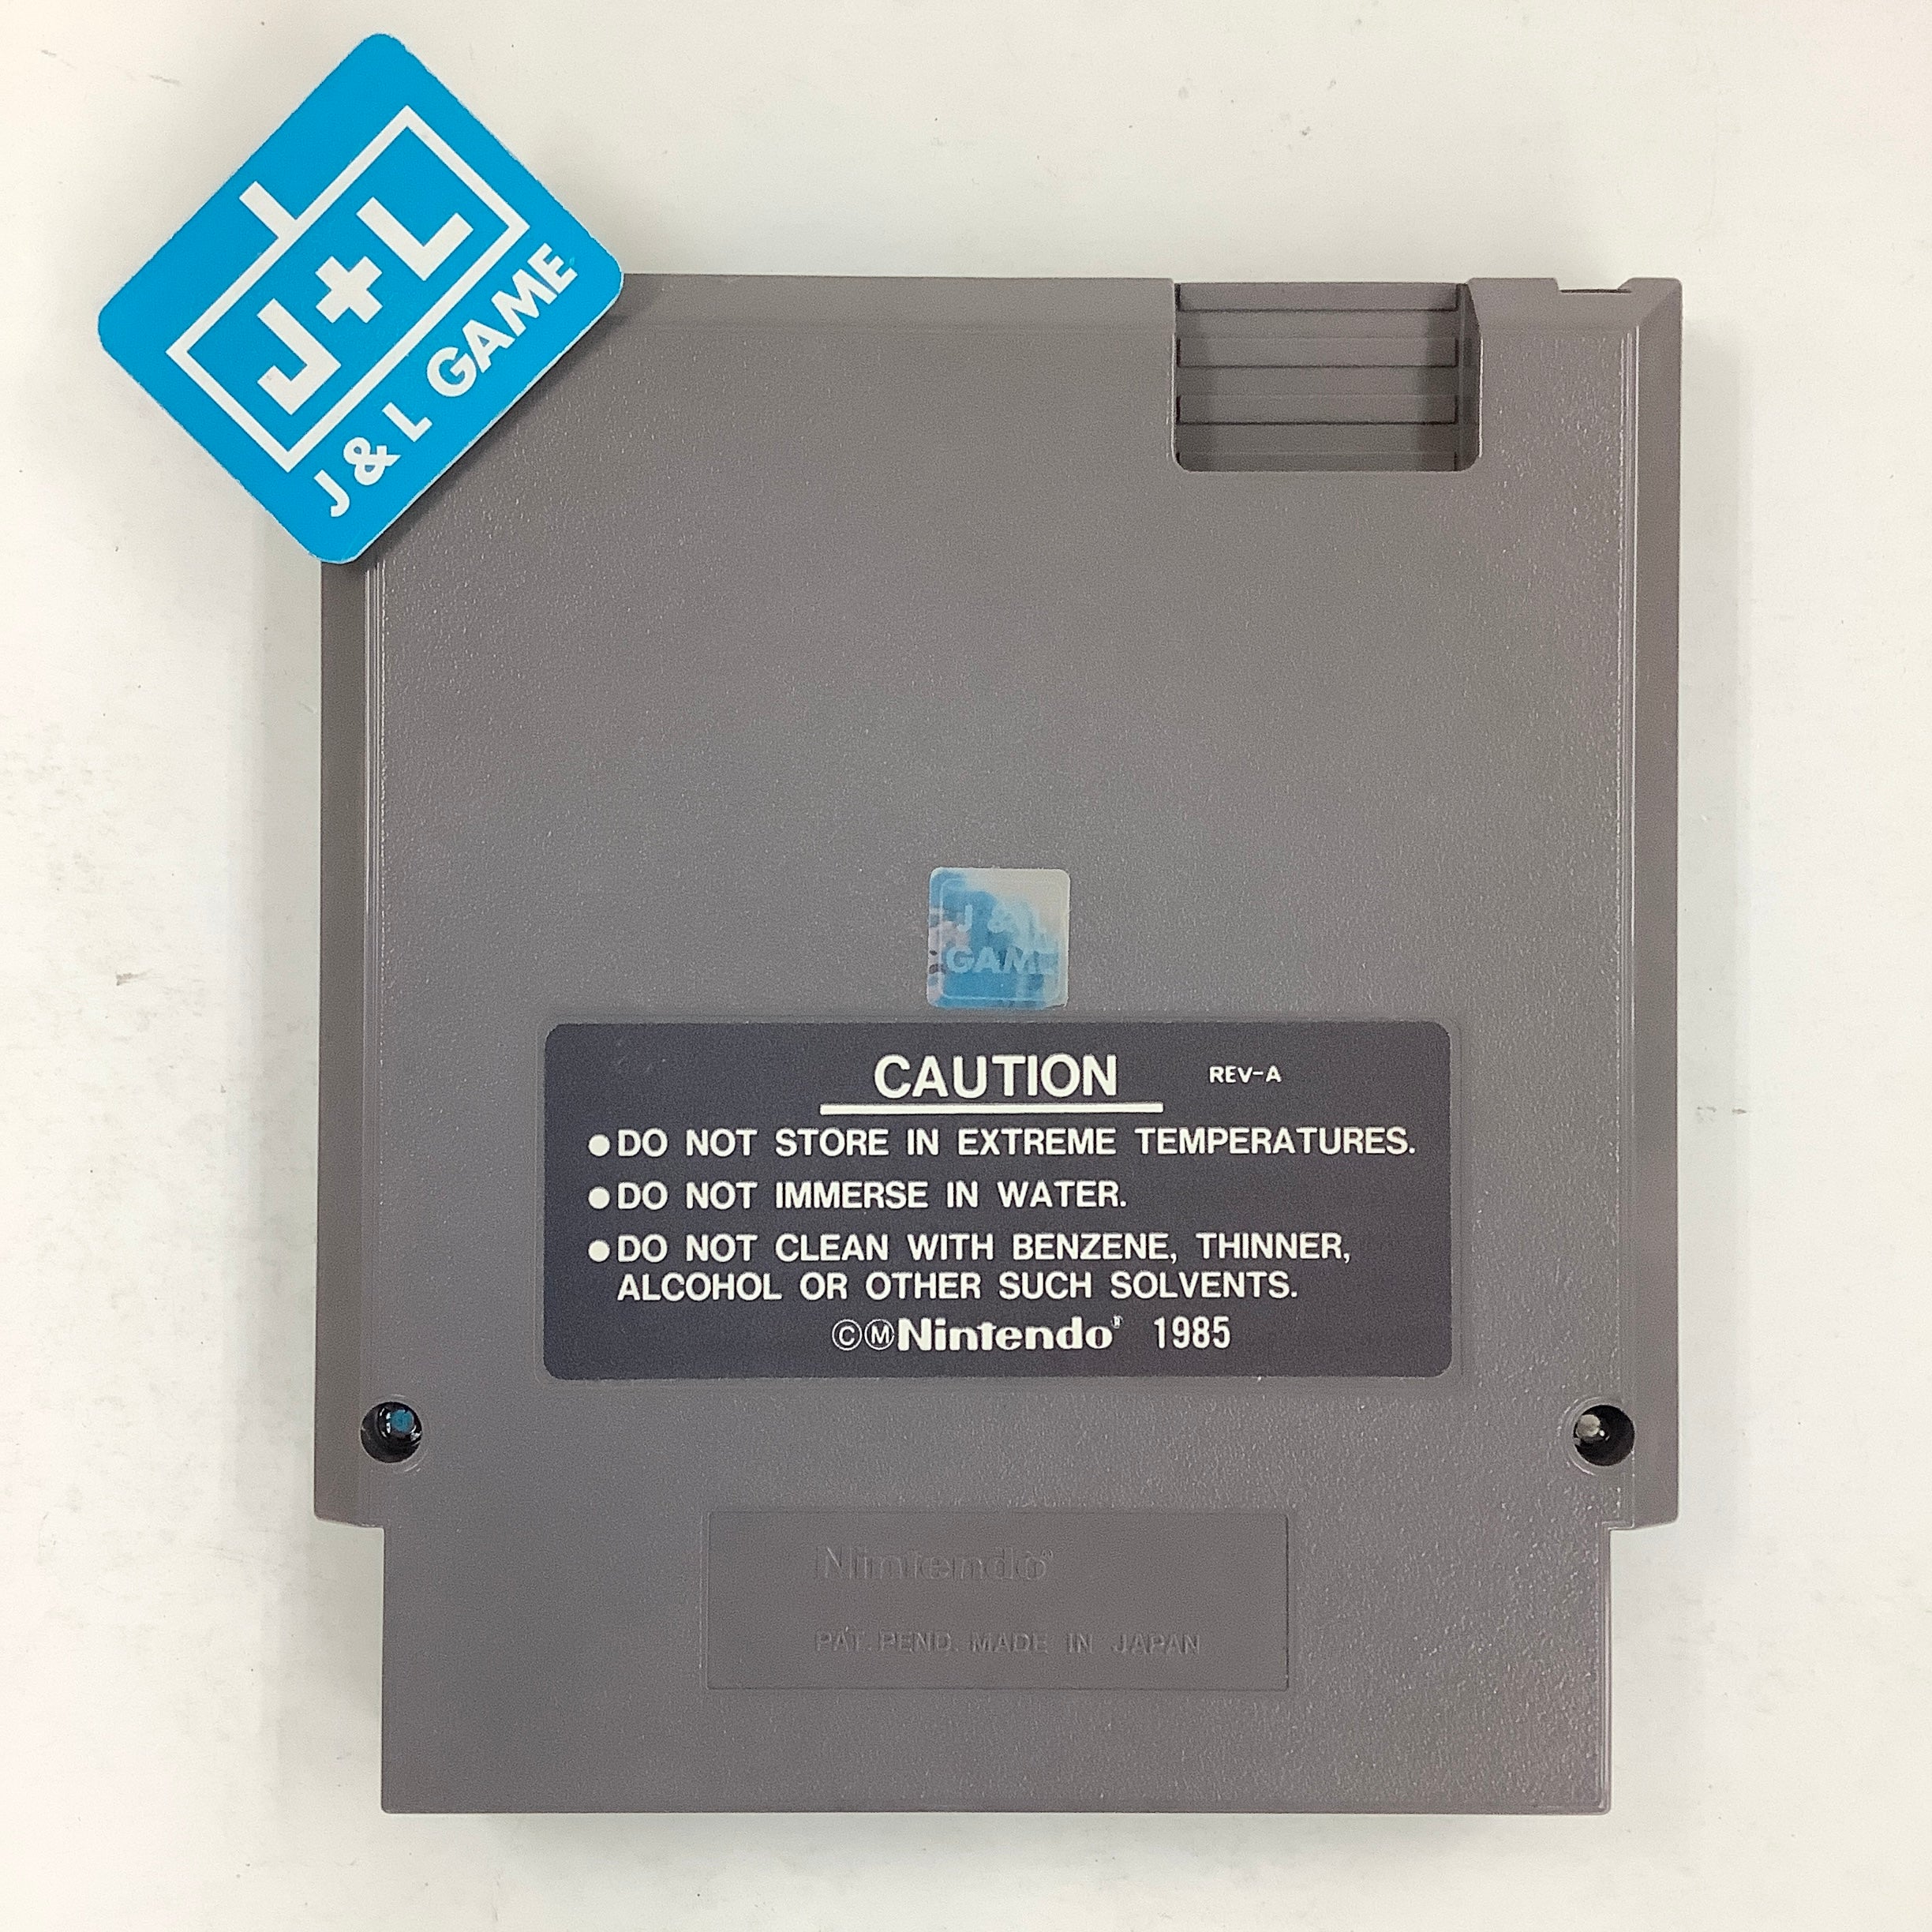 J+L
J & L GAME
J & L
GAME
CAUTION REV-A
●DO NOT STORE IN EXTREME TEMPERATURES.
●DO NOT IMMERSE IN WATER.
●DO NOT CLEAN WITH BENZENE, THINNER,
ALCOHOL OR OTHER SUCH SOLVENTS.
ⒸⓂNintendo® 1985
Nintendo®
PAT. PEND. MADE IN JAPAN